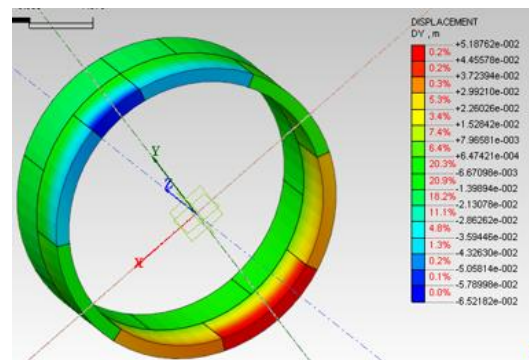 DISPLACEMENT
DY , m
+5.18762e-002
0.2%
+4.45578e-002
0.2%
+3.72394e-002
0.3%
+2.99210e-002
5.3%
+2.26026e-002
3.4%
+1.52842e-002
7.4%
+7.96581e-003
6.4%
+6.47421e-004
20.3%
-6.67098e-003
20.9%
-1.39894e-002
18.2%
-2.13078e-002
11.1%
-2.86262e-002
4.8%
-3.59446e-002
1.3%
-4.32630e-002
0.2%
-5.05814e-002
0.1%
-5.78998e-002
0.0%
-6.52182e-002
Y
Z
X